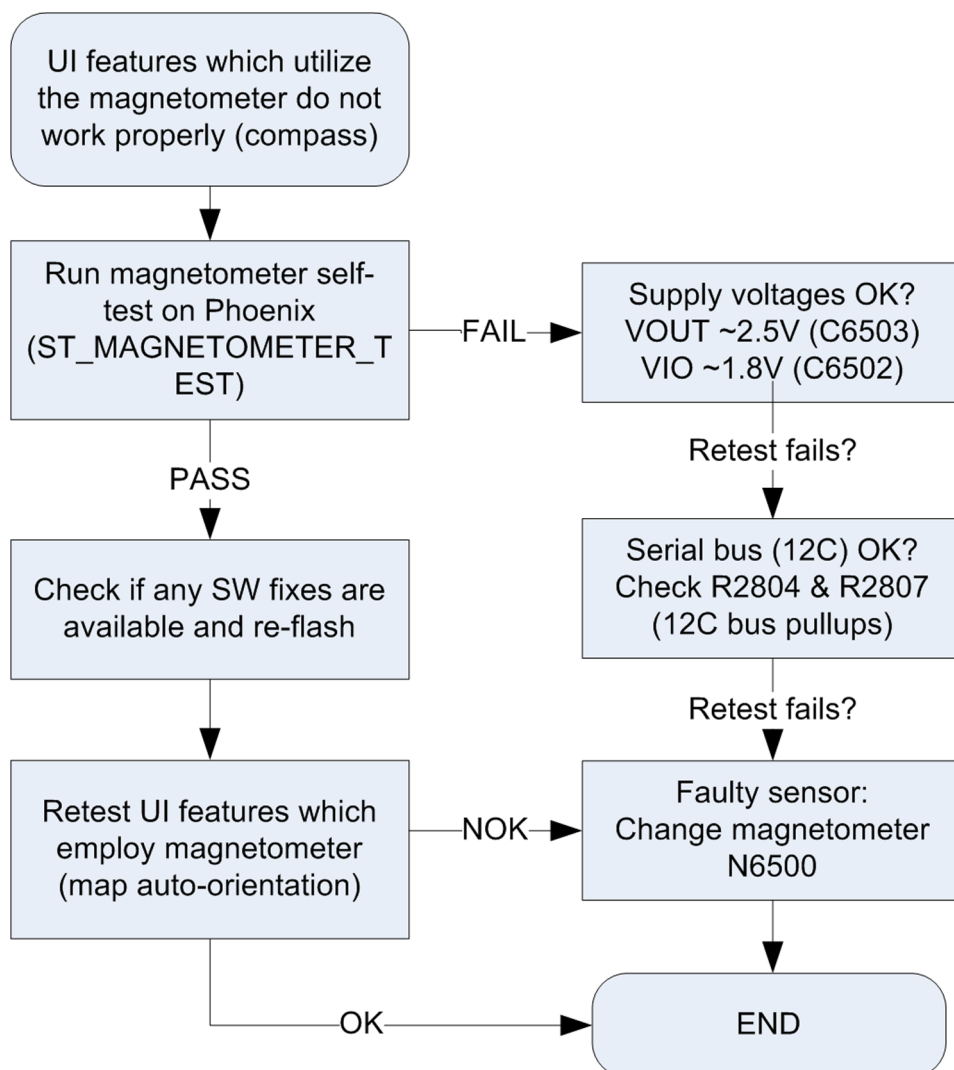 UI features which utilize
the magnetometer do not
work properly (compass)
Run magnetometer self-
test on Phoenix
(ST_MAGNETOMETER_T
EST)
FAIL
Supply voltages OK?
VOUT ~2.5V (C6503)
VIO ~1.8V (C6502)
Retest fails?
PASS
Serial bus (12C) OK?
Check R2804 & R2807
(12C bus pullups)
Check if any SW fixes are
available and re-flash
Retest fails?
Retest UI features which
employ magnetometer
(map auto-orientation)
NOK
Faulty sensor:
Change magnetometer
N6500
OK
END